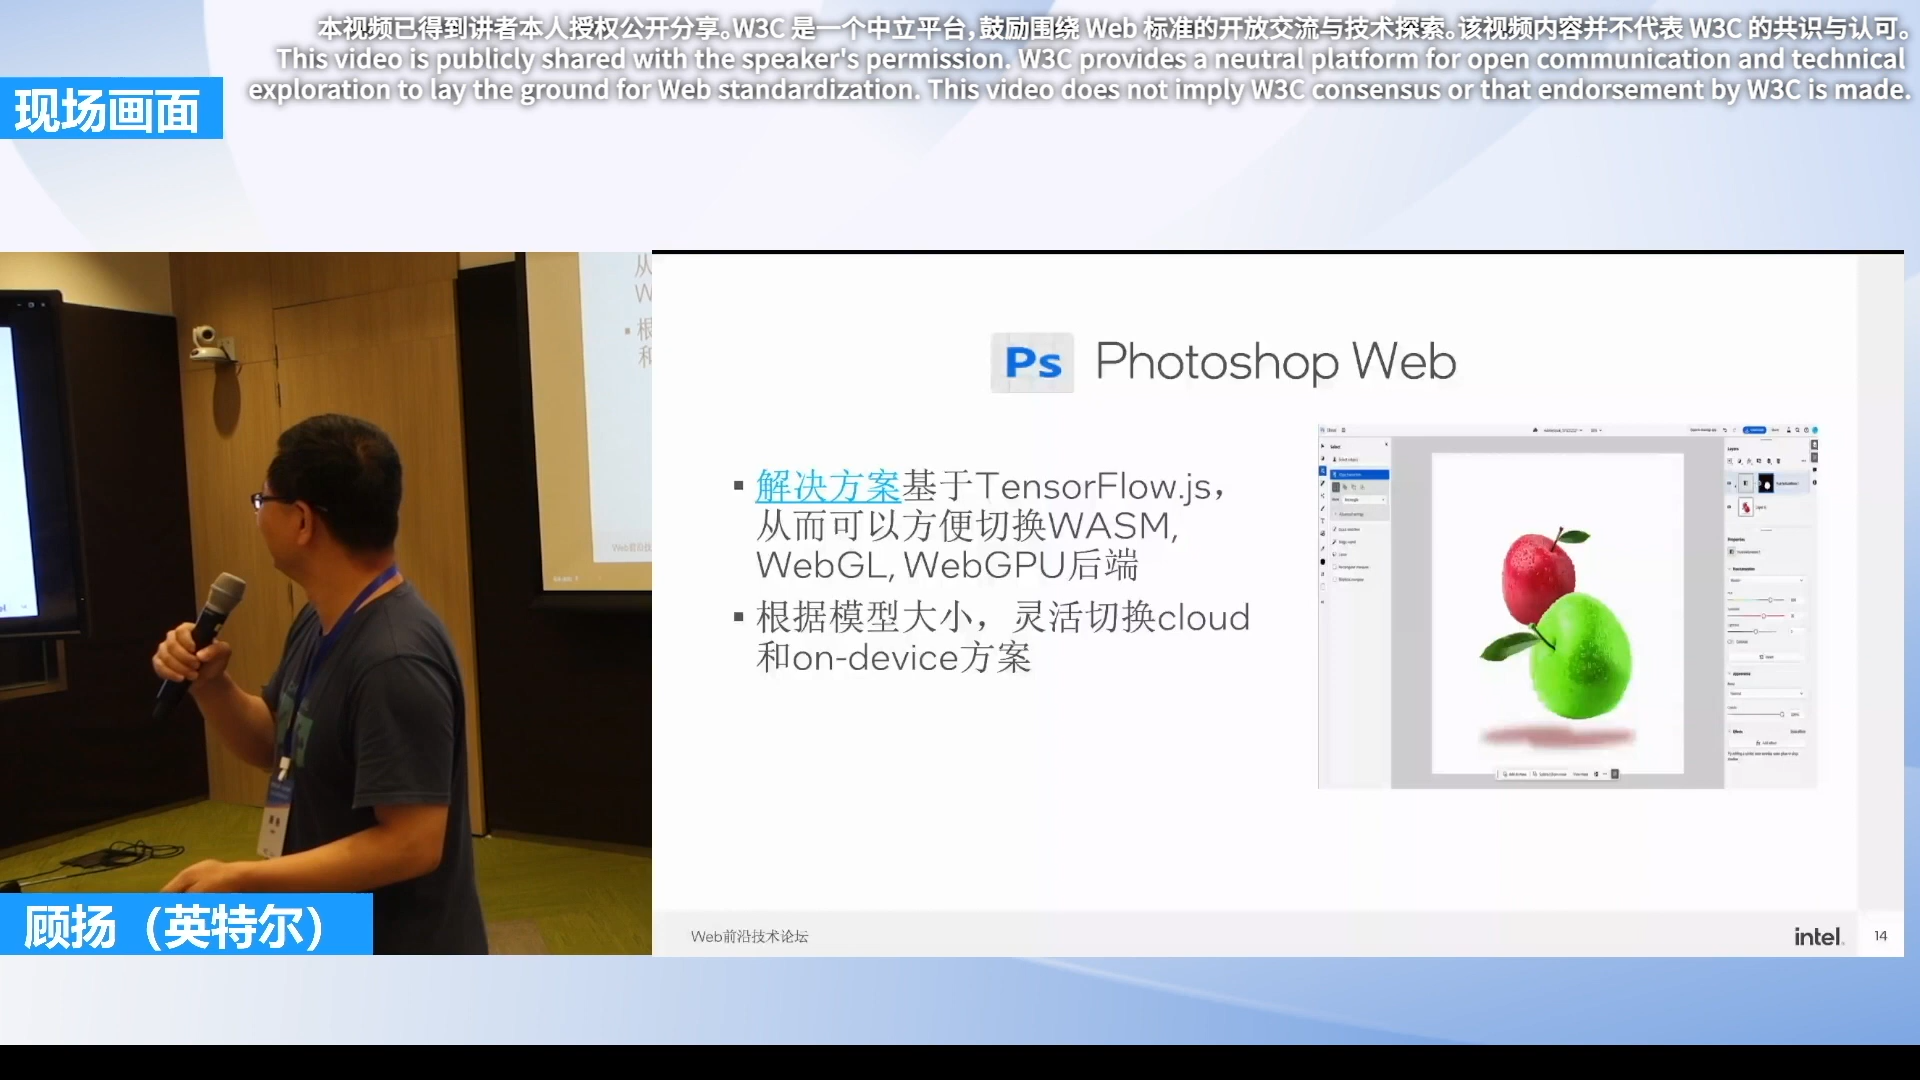 本视频已得到讲者本人授权公开分享。W3C 是一个中立平台，鼓励围绕 Web 标准的开放交流与技术探索。该视频内容并不代表 W3C 的共识与认可。
This video is publicly shared with the speaker's permission. W3C provides a neutral platform for open communication and technical
exploration to lay the ground for Web standardization. This video does not imply W3C consensus or that endorsement by W3C is made.
现场画面
Ps Photoshop Web
▪ 解决方案基于TensorFlow.js，
从而可以方便切换WASM,
WebGL, WebGPU后端
▪ 根据模型大小，灵活切换cloud
和on-device方案
顾扬（英特尔）
Web前沿技术论坛
intel.
14